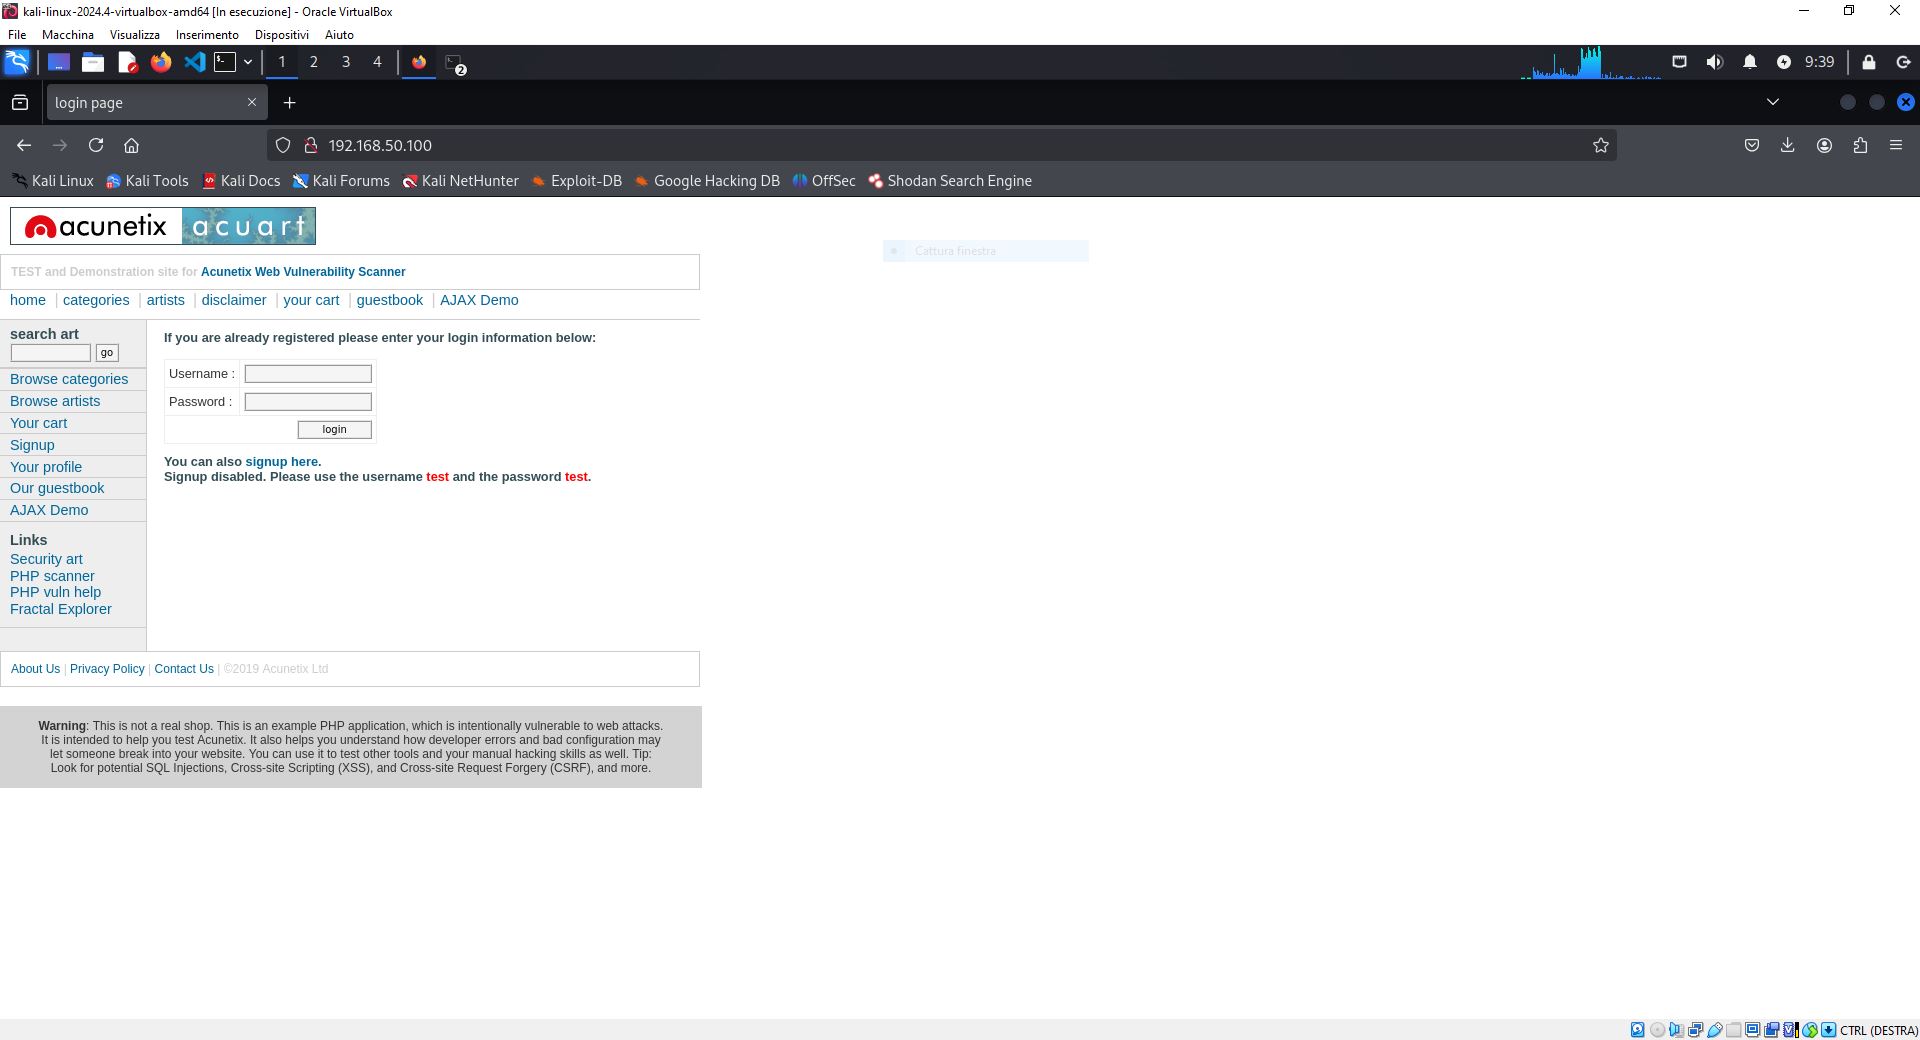 kali-linux-2024.4-virtualbox-amd64 [In esecuzione] - Oracle VirtualBox
File Macchina Visualizza Inserimento Dispositivi Aiuto
1 2 3 4 2 9:39
login page
192.168.50.100
Kali Linux Kali Tools Kali Docs Kali Forums Kali NetHunter Exploit-DB Google Hacking DB OffSec Shodan Search Engine
acunetix acuart
Cattura finestra
TEST and Demonstration site for Acunetix Web Vulnerability Scanner
home | categories | artists | disclaimer | your cart | guestbook | AJAX Demo
search art
go
Browse categories
Browse artists
Your cart
Signup
Your profile
Our guestbook
AJAX Demo
Links
Security art
PHP scanner
PHP vuln help
Fractal Explorer
If you are already registered please enter your login information below:
Username :
Password :
login
You can also signup here.
Signup disabled. Please use the username test and the password test.
About Us | Privacy Policy | Contact Us | ©2019 Acunetix Ltd
Warning: This is not a real shop. This is an example PHP application, which is intentionally vulnerable to web attacks.
It is intended to help you test Acunetix. It also helps you understand how developer errors and bad configuration may
let someone break into your website. You can use it to test other tools and your manual hacking skills as well. Tip:
Look for potential SQL Injections, Cross-site Scripting (XSS), and Cross-site Request Forgery (CSRF), and more.
CTRL (DESTRA)